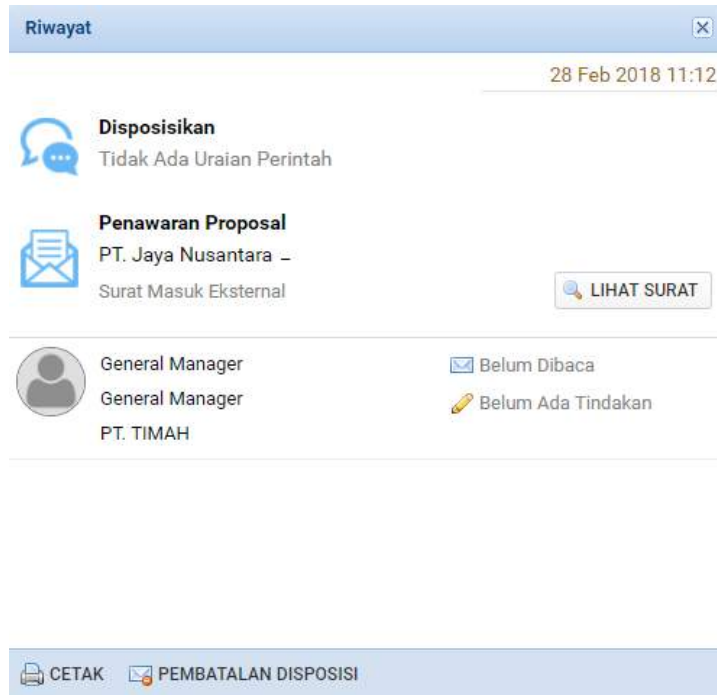 Riwayat
28 Feb 2018 11:12
Disposisikan
Tidak Ada Uraian Perintah
Penawaran Proposal
PT. Jaya Nusantara –
Surat Masuk Eksternal
LIHAT SURAT
General Manager
Belum Dibaca
General Manager
Belum Ada Tindakan
PT. TIMAH
CETAK
PEMBATALAN DISPOSISI